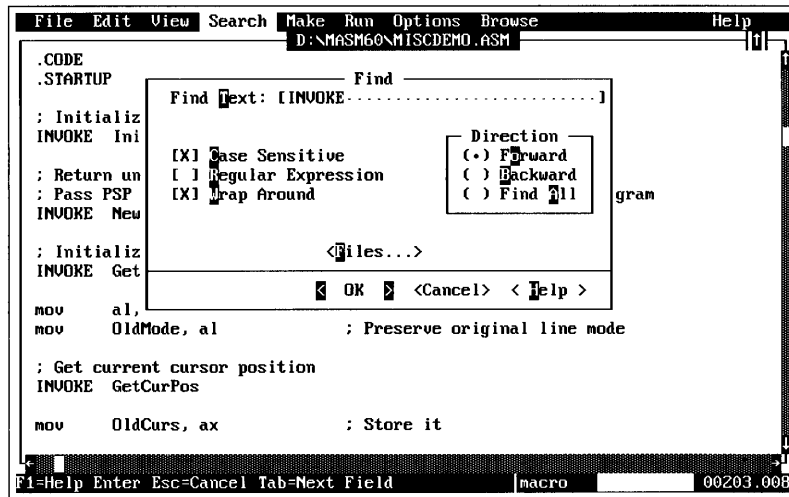 File Edit View Search Make Run Options Browse Help
D:\MASM60\MISCDEMO.ASM
.CODE
.STARTUP
Find
Find Text: [INVOKE...........................]
; Initializ
INVOKE Ini
Direction
[X] Case Sensitive (•) Forward
; Return un [ ] Regular Expression ( ) Backward
; Pass PSP [X] Wrap Around ( ) Find All gram
INVOKE New
; Initializ <Files...>
INVOKE Get
< OK > <Cancel> < Help >
mov al,
mov OldMode, al ; Preserve original line mode
; Get current cursor position
INVOKE GetCurPos
mov OldCurs, ax ; Store it
F1=Help Enter Esc=Cancel Tab=Next Field macro 00203.008